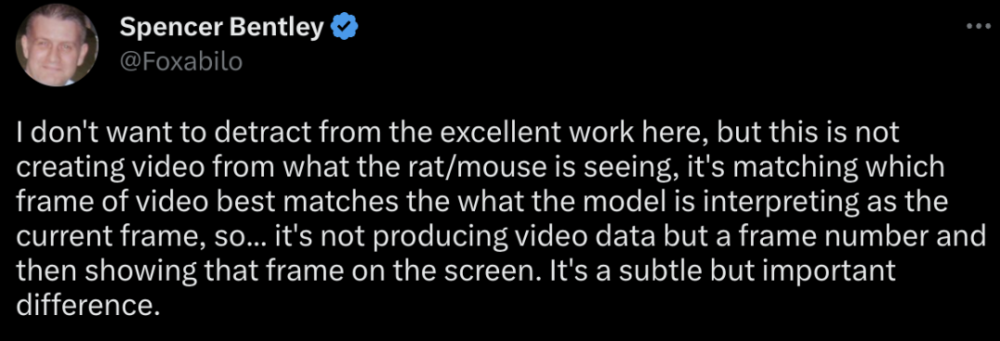 Spencer Bentley
@Foxabilo
I don't want to detract from the excellent work here, but this is not
creating video from what the rat/mouse is seeing, it's matching which
frame of video best matches the what the model is interpreting as the
current frame, so... it's not producing video data but a frame number and
then showing that frame on the screen. It's a subtle but important
difference.